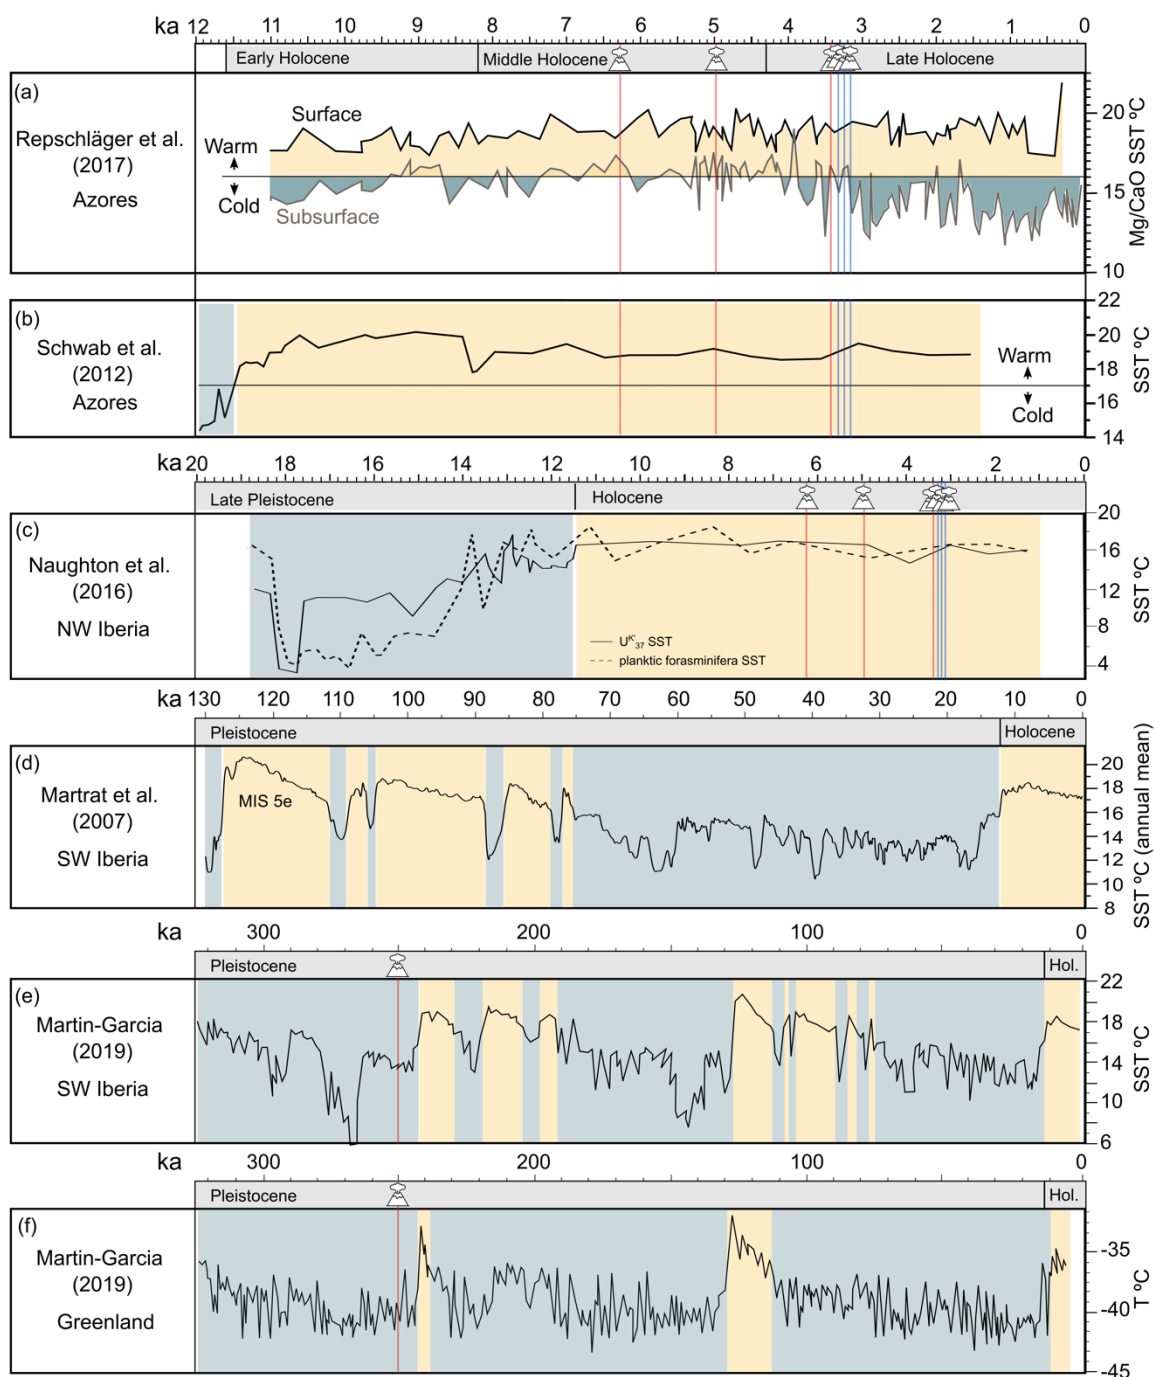 ka
12 11 10 9 8 7 6 5 4 3 2 1 0
Early Holocene Middle Holocene Late Holocene
(a)
Repschläger et al.
(2017)
Azores
Surface
Warm
Cold
Subsurface
20
15
10
Mg/CaO SST ºC
(b)
Schwab et al.
(2012)
Azores
Warm
Cold
22
20
18
16
14
SST ºC
ka
20 18 16 14 12 10 8 6 4 2 0
Late Pleistocene Holocene
(c)
Naughton et al.
(2016)
NW Iberia
U^K'_37 SST
planktic forasminifera SST
20
16
12
8
4
SST ºC
ka
130 120 110 100 90 80 70 60 50 40 30 20 10 0
Pleistocene Holocene
(d)
Martrat et al.
(2007)
SW Iberia
MIS 5e
20
18
16
14
12
10
8
SST ºC (annual mean)
ka
300 200 100 0
Pleistocene Hol.
(e)
Martin-Garcia
(2019)
SW Iberia
22
18
14
10
6
SST ºC
ka
300 200 100 0
Pleistocene Hol.
(f)
Martin-Garcia
(2019)
Greenland
-35
-40
-45
T ºC